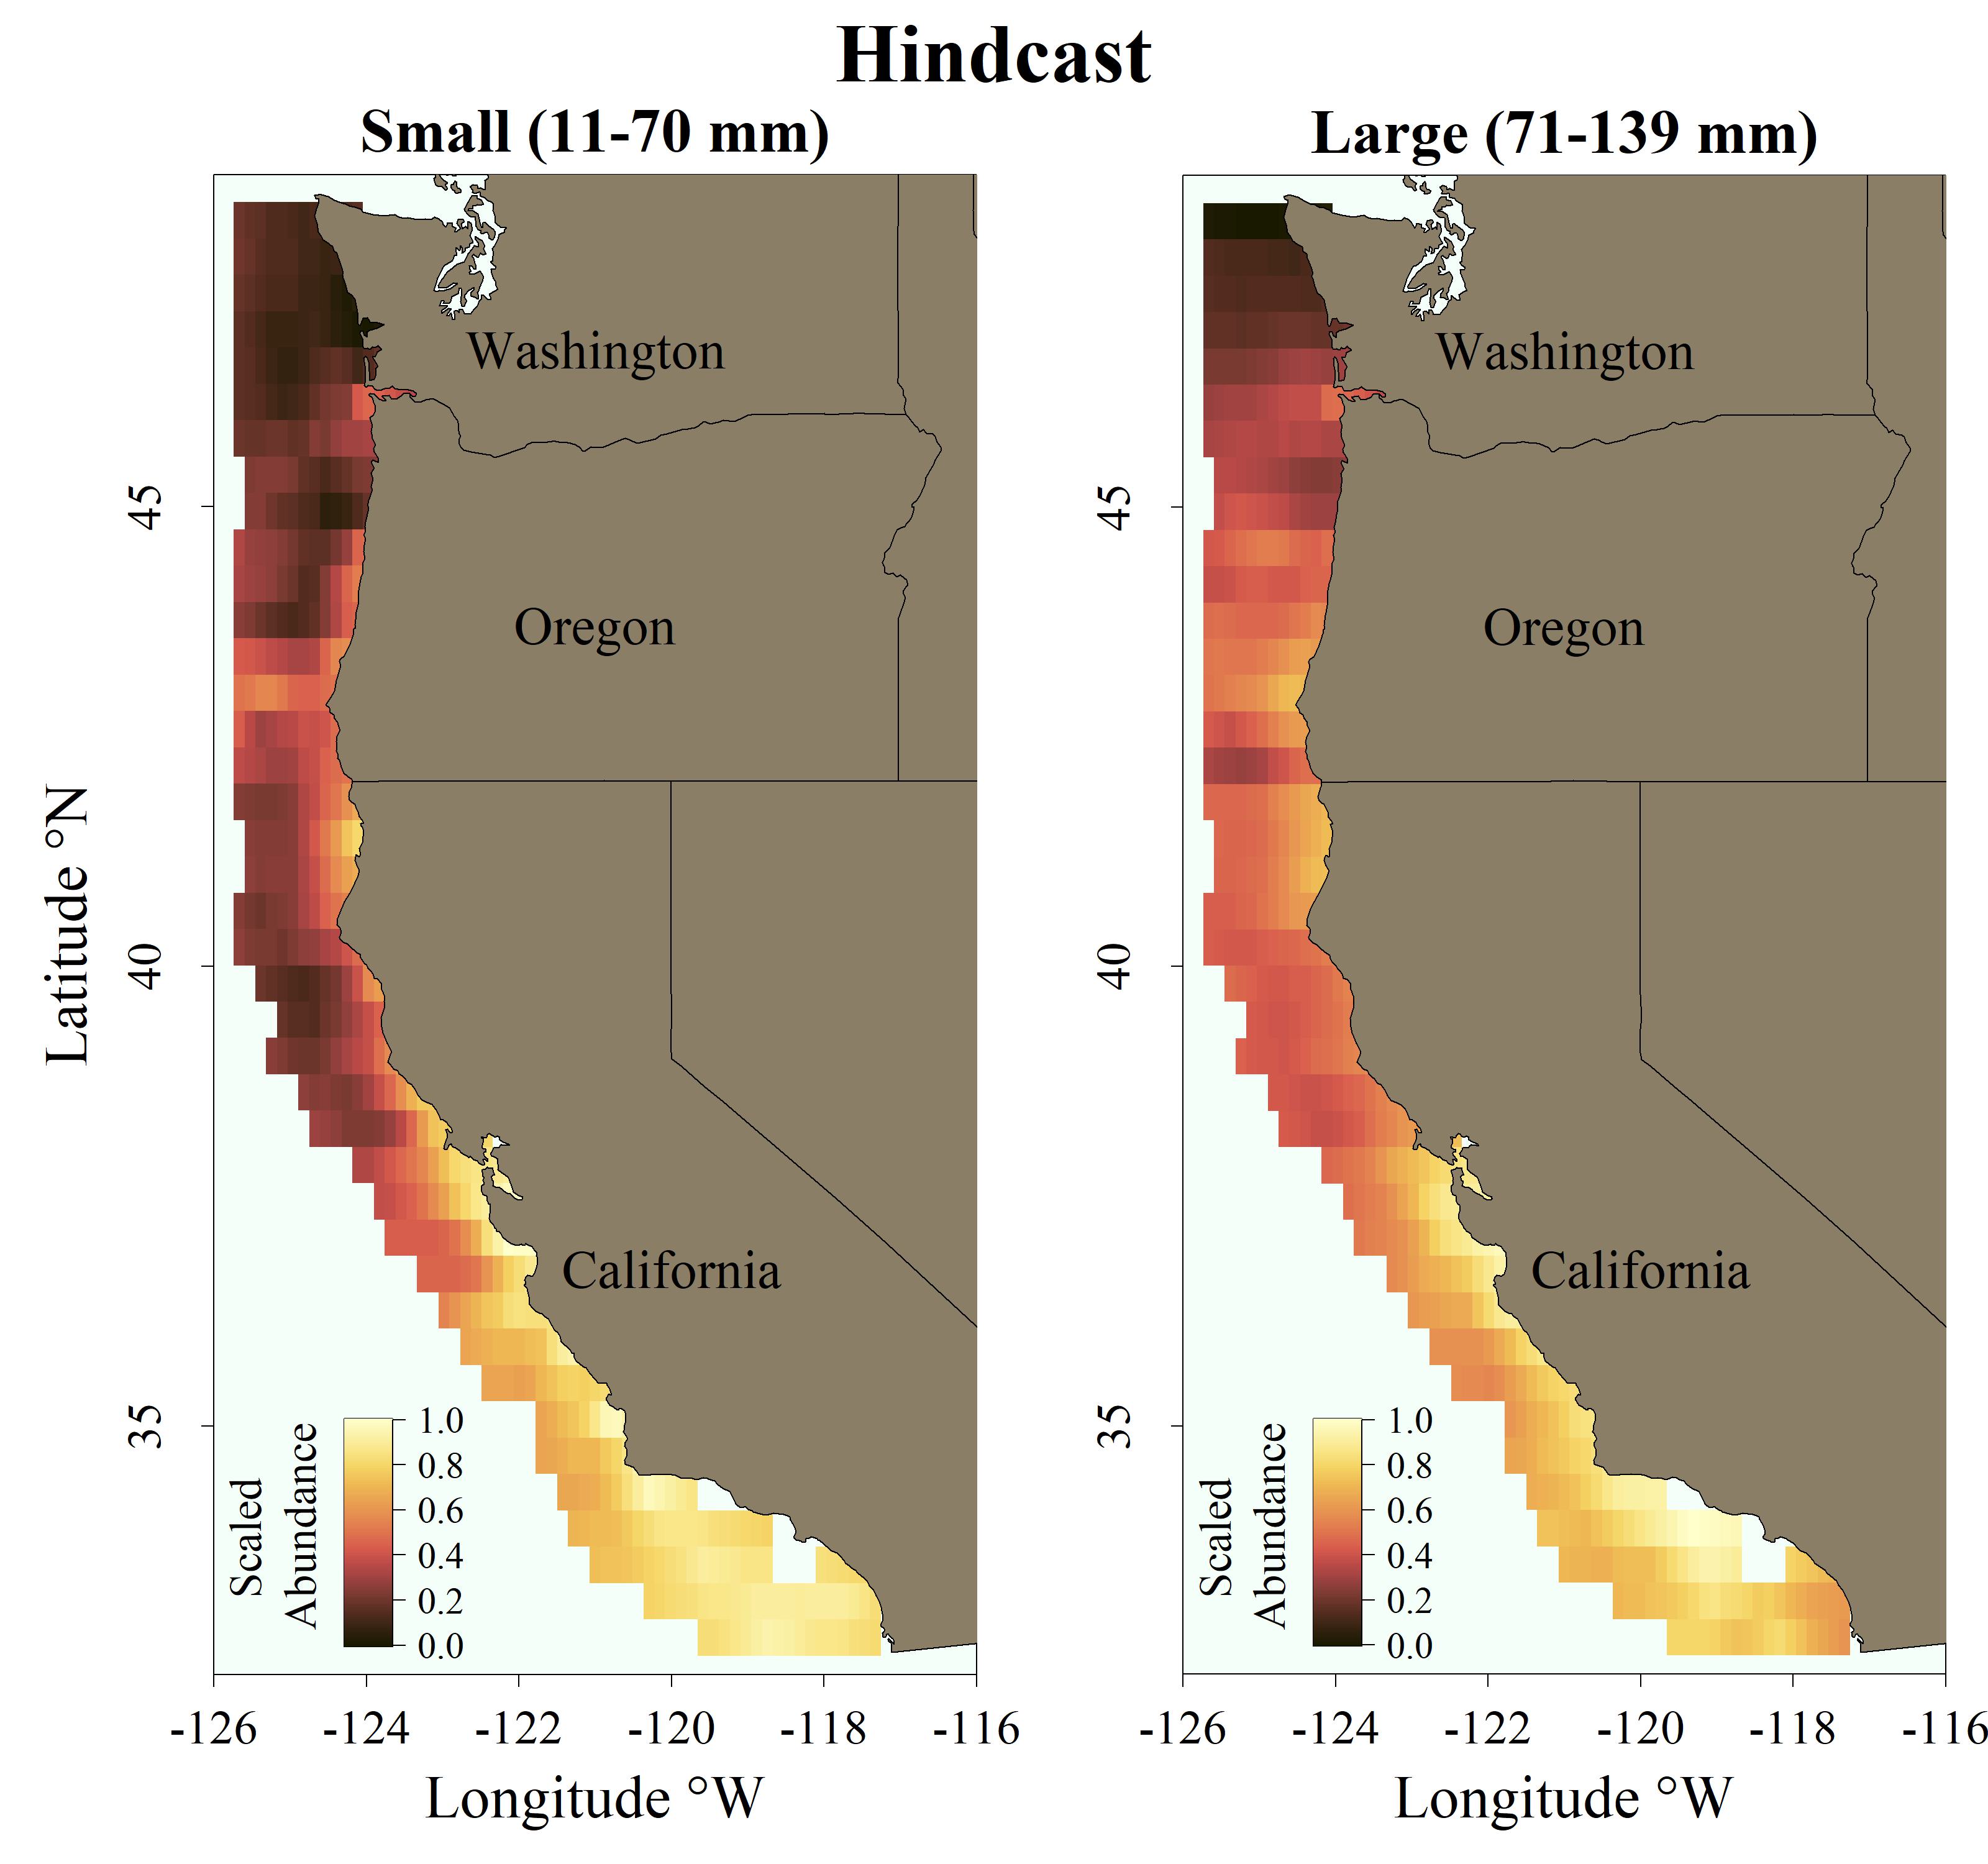 Hindcast
Small (11-70 mm)
Large (71-139 mm)
Washington
Oregon
California
Latitude °N
45
40
35
Scaled
Abundance
1.0
0.8
0.6
0.4
0.2
0.0
-126
-124
-122
-120
-118
-116
Longitude °W
Washington
Oregon
California
45
40
35
Scaled
Abundance
1.0
0.8
0.6
0.4
0.2
0.0
-126
-124
-122
-120
-118
-116
Longitude °W